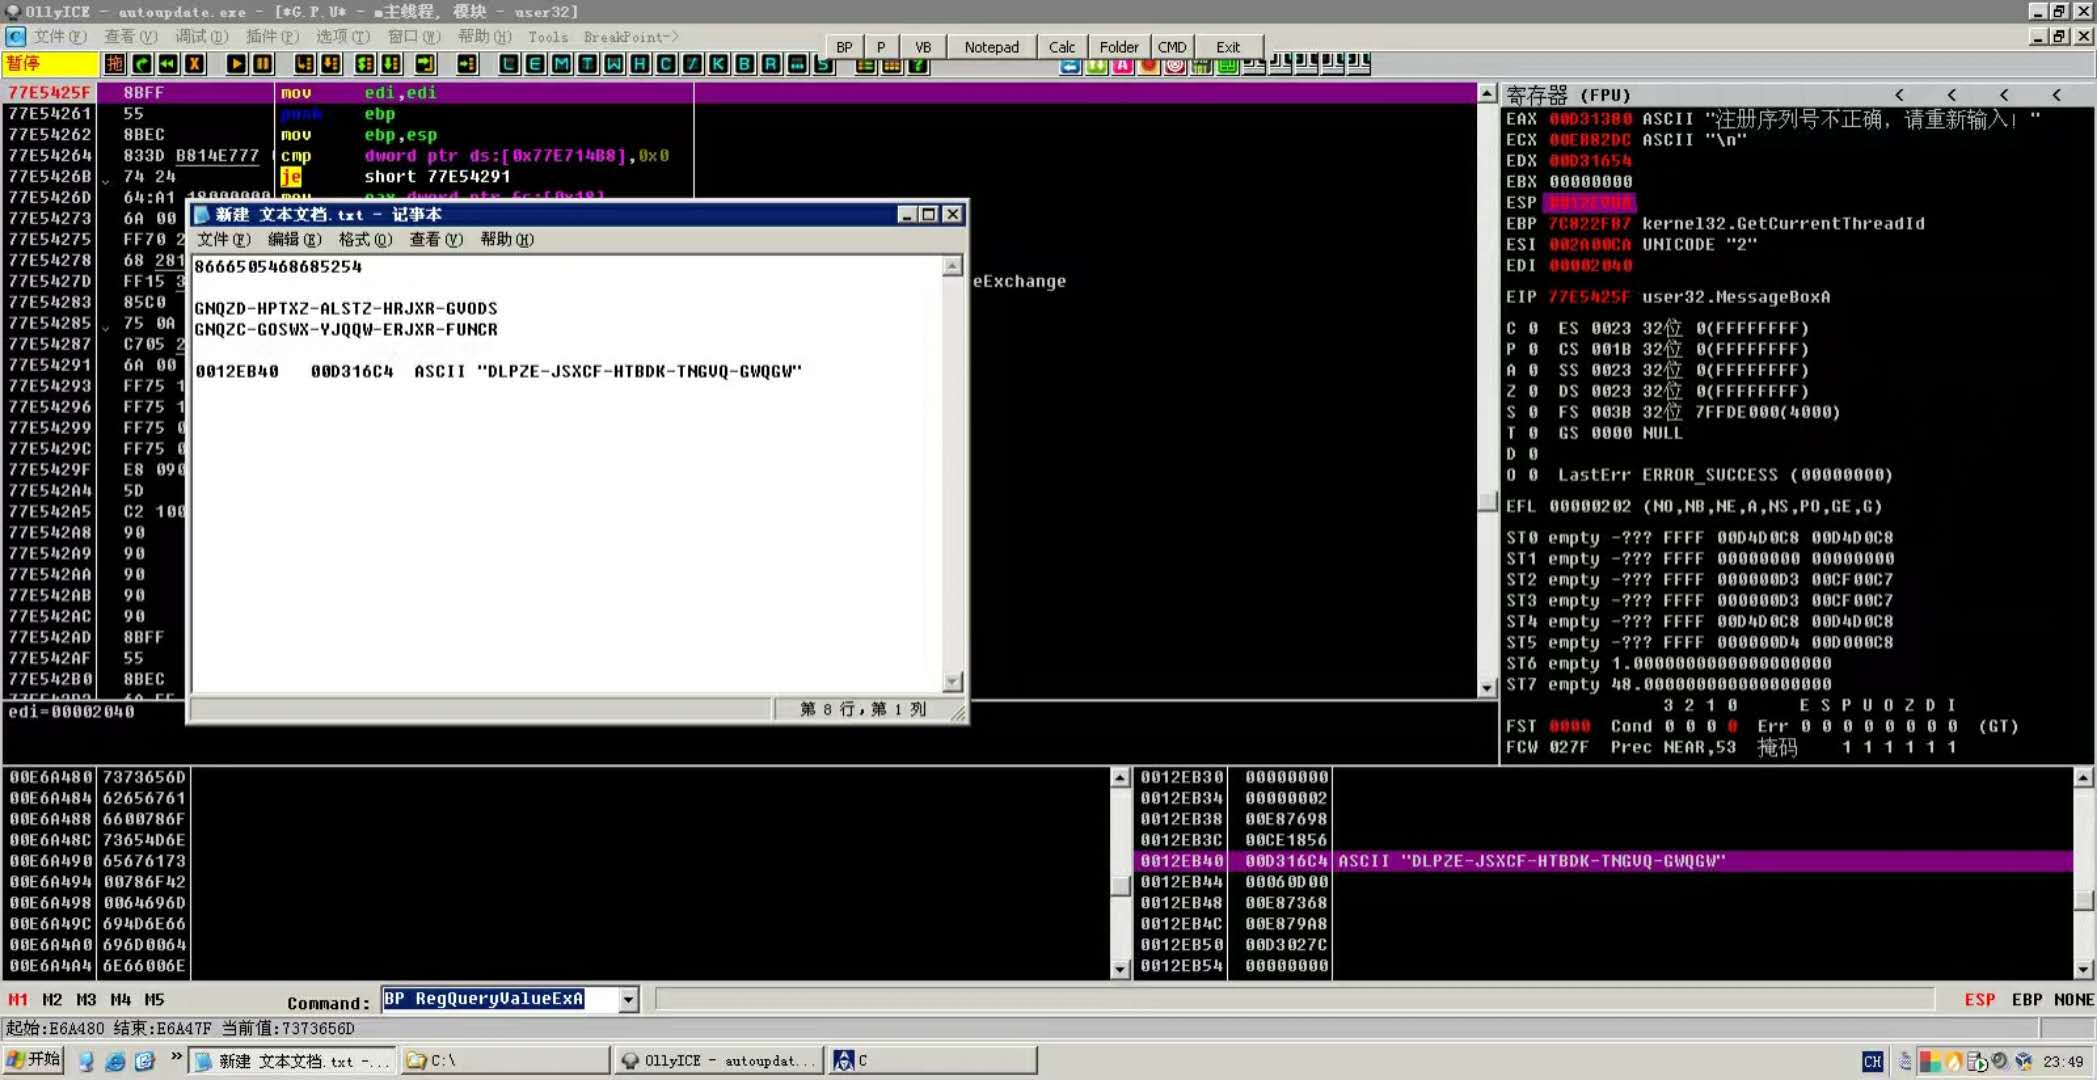 OllyICE - autoupdate.exe - [*G.P.U* - 主线程, 模块 - user32]
文件(F) 查看(V) 调试(D) 插件(P) 选项(T) 窗口(W) 帮助(H) Tools BreakPoint->
BP P VB Notepad Calc Folder CMD Exit
暂停
L E M T W H C / K B R ... S
77E5425F 8BFF mov edi,edi
77E54261 55 push ebp
77E54262 8BEC mov ebp,esp
77E54264 833D B814E777 cmp dword ptr ds:[0x77E714B8],0x0
77E5426B 74 24 je short 77E54291
77E5426D 64:A1 18000000 mov eax,dword ptr fs:[0x18]
77E54273 6A 00
77E54275 FF70 2
77E54278 68 281
77E5427D FF15 3 eExchange
77E54283 85C0
77E54285 75 0A
77E54287 C705 2
77E54291 6A 00
77E54293 FF75 1
77E54296 FF75 1
77E54299 FF75 0
77E5429C FF75 0
77E5429F E8 090
77E542A4 5D
77E542A5 C2 100
77E542A8 90
77E542A9 90
77E542AA 90
77E542AB 90
77E542AC 90
77E542AD 8BFF
77E542AF 55
77E542B0 8BEC
edi=00002040
新建 文本文档.txt - 记事本
文件(F) 编辑(E) 格式(O) 查看(V) 帮助(H)
8666505468685254
GNQZD-HPTXZ-ALSTZ-HRJXR-GVODS
GNQZC-GOSWX-YJQQW-ERJXR-FUNCR
0012EB40 00D316C4 ASCII "DLPZE-JSXCF-HTBDK-TNGVQ-GWQGW"
第 8 行，第 1 列
寄存器 (FPU) < < < <
EAX 00D31380 ASCII "注册序列号不正确，请重新输入！"
ECX 00EB82DC ASCII "\n"
EDX 00D31654
EBX 00000000
ESP
EBP 7C822FB7 kernel32.GetCurrentThreadId
ESI 002A00CA UNICODE "2"
EDI 00002040
EIP 77E5425F user32.MessageBoxA
C 0 ES 0023 32位 0(FFFFFFFF)
P 0 CS 001B 32位 0(FFFFFFFF)
A 0 SS 0023 32位 0(FFFFFFFF)
Z 0 DS 0023 32位 0(FFFFFFFF)
S 0 FS 003B 32位 7FFDE000(4000)
T 0 GS 0000 NULL
D 0
O 0 LastErr ERROR_SUCCESS (00000000)
EFL 00000202 (NO,NB,NE,A,NS,PO,GE,G)
ST0 empty -??? FFFF 00D4D0C8 00D4D0C8
ST1 empty -??? FFFF 00000000 00000000
ST2 empty -??? FFFF 000000D3 00CF00C7
ST3 empty -??? FFFF 000000D3 00CF00C7
ST4 empty -??? FFFF 00D4D0C8 00D4D0C8
ST5 empty -??? FFFF 000000D4 00D000C8
ST6 empty 1.0000000000000000000
ST7 empty 48.000000000000000000
3 2 1 0 E S P U O Z D I
FST 0000 Cond 0 0 0 0 Err 0 0 0 0 0 0 0 0 (GT)
FCW 027F Prec NEAR,53 掩码 1 1 1 1 1 1
00E6A480 7373656D
00E6A484 62656761
00E6A488 6600786F
00E6A48C 73654D6E
00E6A490 65676173
00E6A494 00786F42
00E6A498 0064696D
00E6A49C 694D6E66
00E6A4A0 696D0064
00E6A4A4 6E66006E
0012EB30 00000000
0012EB34 00000002
0012EB38 00E87698
0012EB3C 00CE1856
0012EB40 00D316C4 ASCII "DLPZE-JSXCF-HTBDK-TNGVQ-GWQGW"
0012EB44 00060D00
0012EB48 00E87368
0012EB4C 00E879A8
0012EB50 00D3027C
0012EB54 00000000
M1 M2 M3 M4 M5 Command: BP RegQueryValueExA ESP EBP NONE
起始:E6A480 结束:E6A47F 当前值:7373656D
开始 » 新建 文本文档.txt -... C:\ OllyICE - autoupdat... C CH 23:49